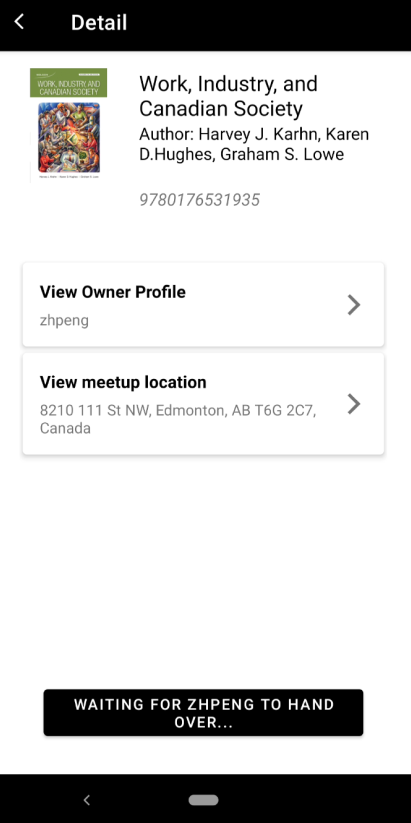 Detail
WORK, INDUSTRY, AND
CANADIAN SOCIETY
Work, Industry, and
Canadian Society
Author: Harvey J. Karhn, Karen
D.Hughes, Graham S. Lowe
9780176531935
View Owner Profile
zhpeng
View meetup location
8210 111 St NW, Edmonton, AB T6G 2C7,
Canada
WAITING FOR ZHPENG TO HAND
OVER...